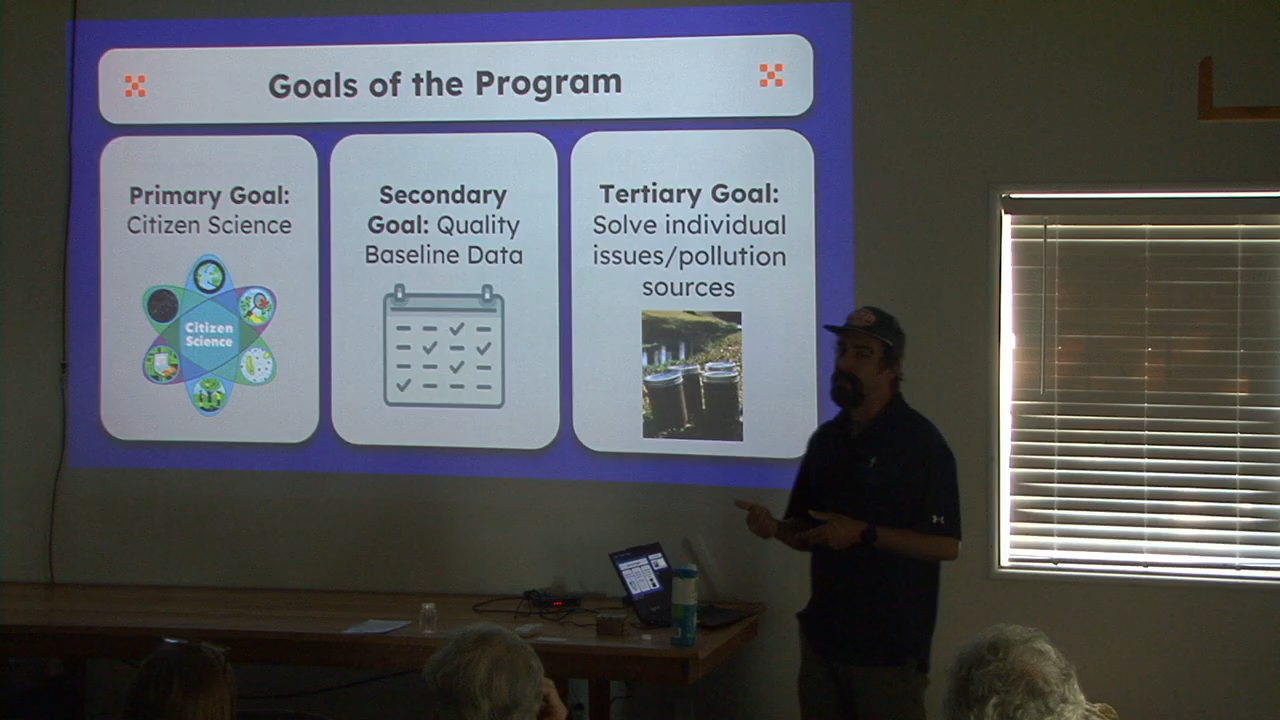 Goals of the Program
Primary Goal:
Citizen Science
Citizen
Science
Secondary
Goal: Quality
Baseline Data
Tertiary Goal:
Solve individual
issues/pollution
sources